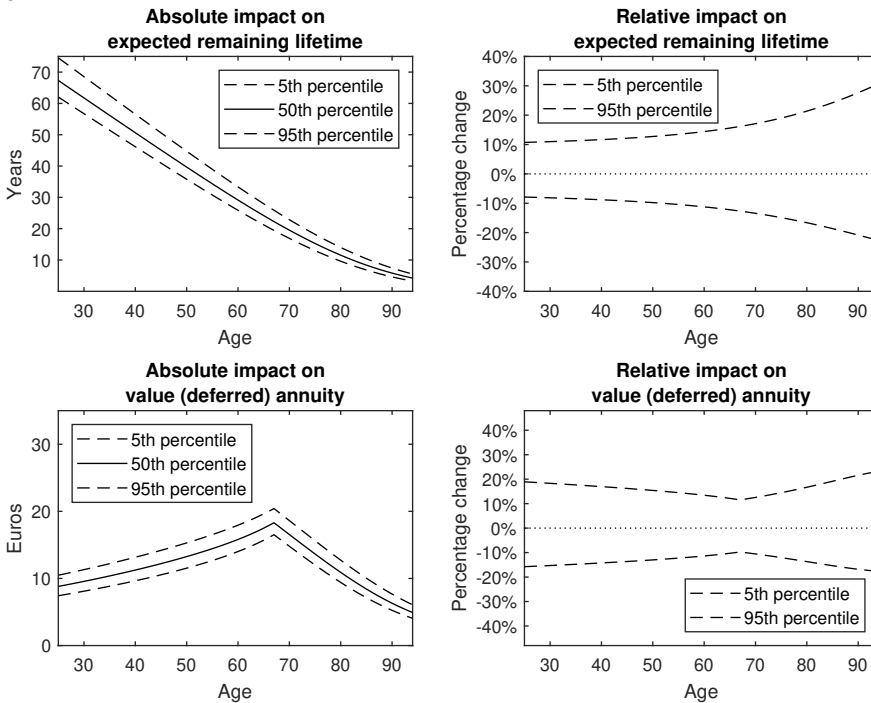 Absolute impact on
expected remaining lifetime
70
60
50
40
30
20
10
Years
5th percentile
50th percentile
95th percentile
30 40 50 60 70 80 90
Age
Relative impact on
expected remaining lifetime
40%
30%
20%
10%
0%
-10%
-20%
-30%
-40%
Percentage change
5th percentile
95th percentile
30 40 50 60 70 80 90
Age
Absolute impact on
value (deferred) annuity
30
20
10
0
Euros
5th percentile
50th percentile
95th percentile
30 40 50 60 70 80 90
Age
Relative impact on
value (deferred) annuity
40%
30%
20%
10%
0%
-10%
-20%
-30%
-40%
Percentage change
5th percentile
95th percentile
30 40 50 60 70 80 90
Age